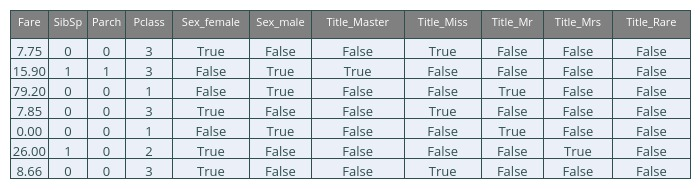 Fare SibSp Parch Pclass Sex_female Sex_male Title_Master Title_Miss Title_Mr Title_Mrs Title_Rare
7.75 0 0 3 True False False True False False False
15.90 1 1 3 False True True False False False False
79.20 0 0 1 False True False False True False False
7.85 0 0 3 True False False True False False False
0.00 0 0 1 False True False False True False False
26.00 1 0 2 True False False False False True False
8.66 0 0 3 True False False True False False False